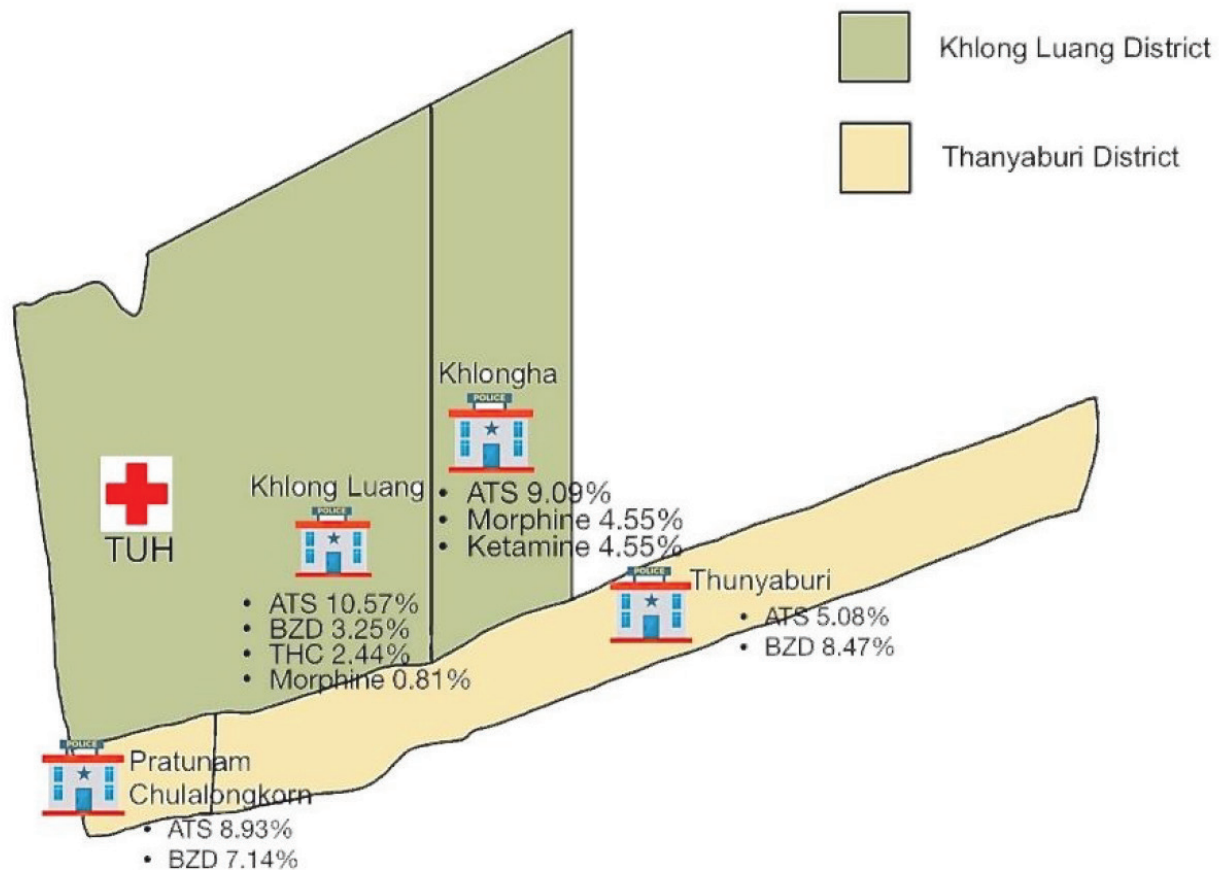 Khlong Luang District
Thanyaburi District
Khlongha
POLICE
• ATS 9.09%
• Morphine 4.55%
• Ketamine 4.55%
Khlong Luang
POLICE
• ATS 10.57%
• BZD 3.25%
• THC 2.44%
• Morphine 0.81%
TUH
POLICE
Thunyaburi
• ATS 5.08%
• BZD 8.47%
POLICE
Pratunam
Chulalongkorn
• ATS 8.93%
• BZD 7.14%